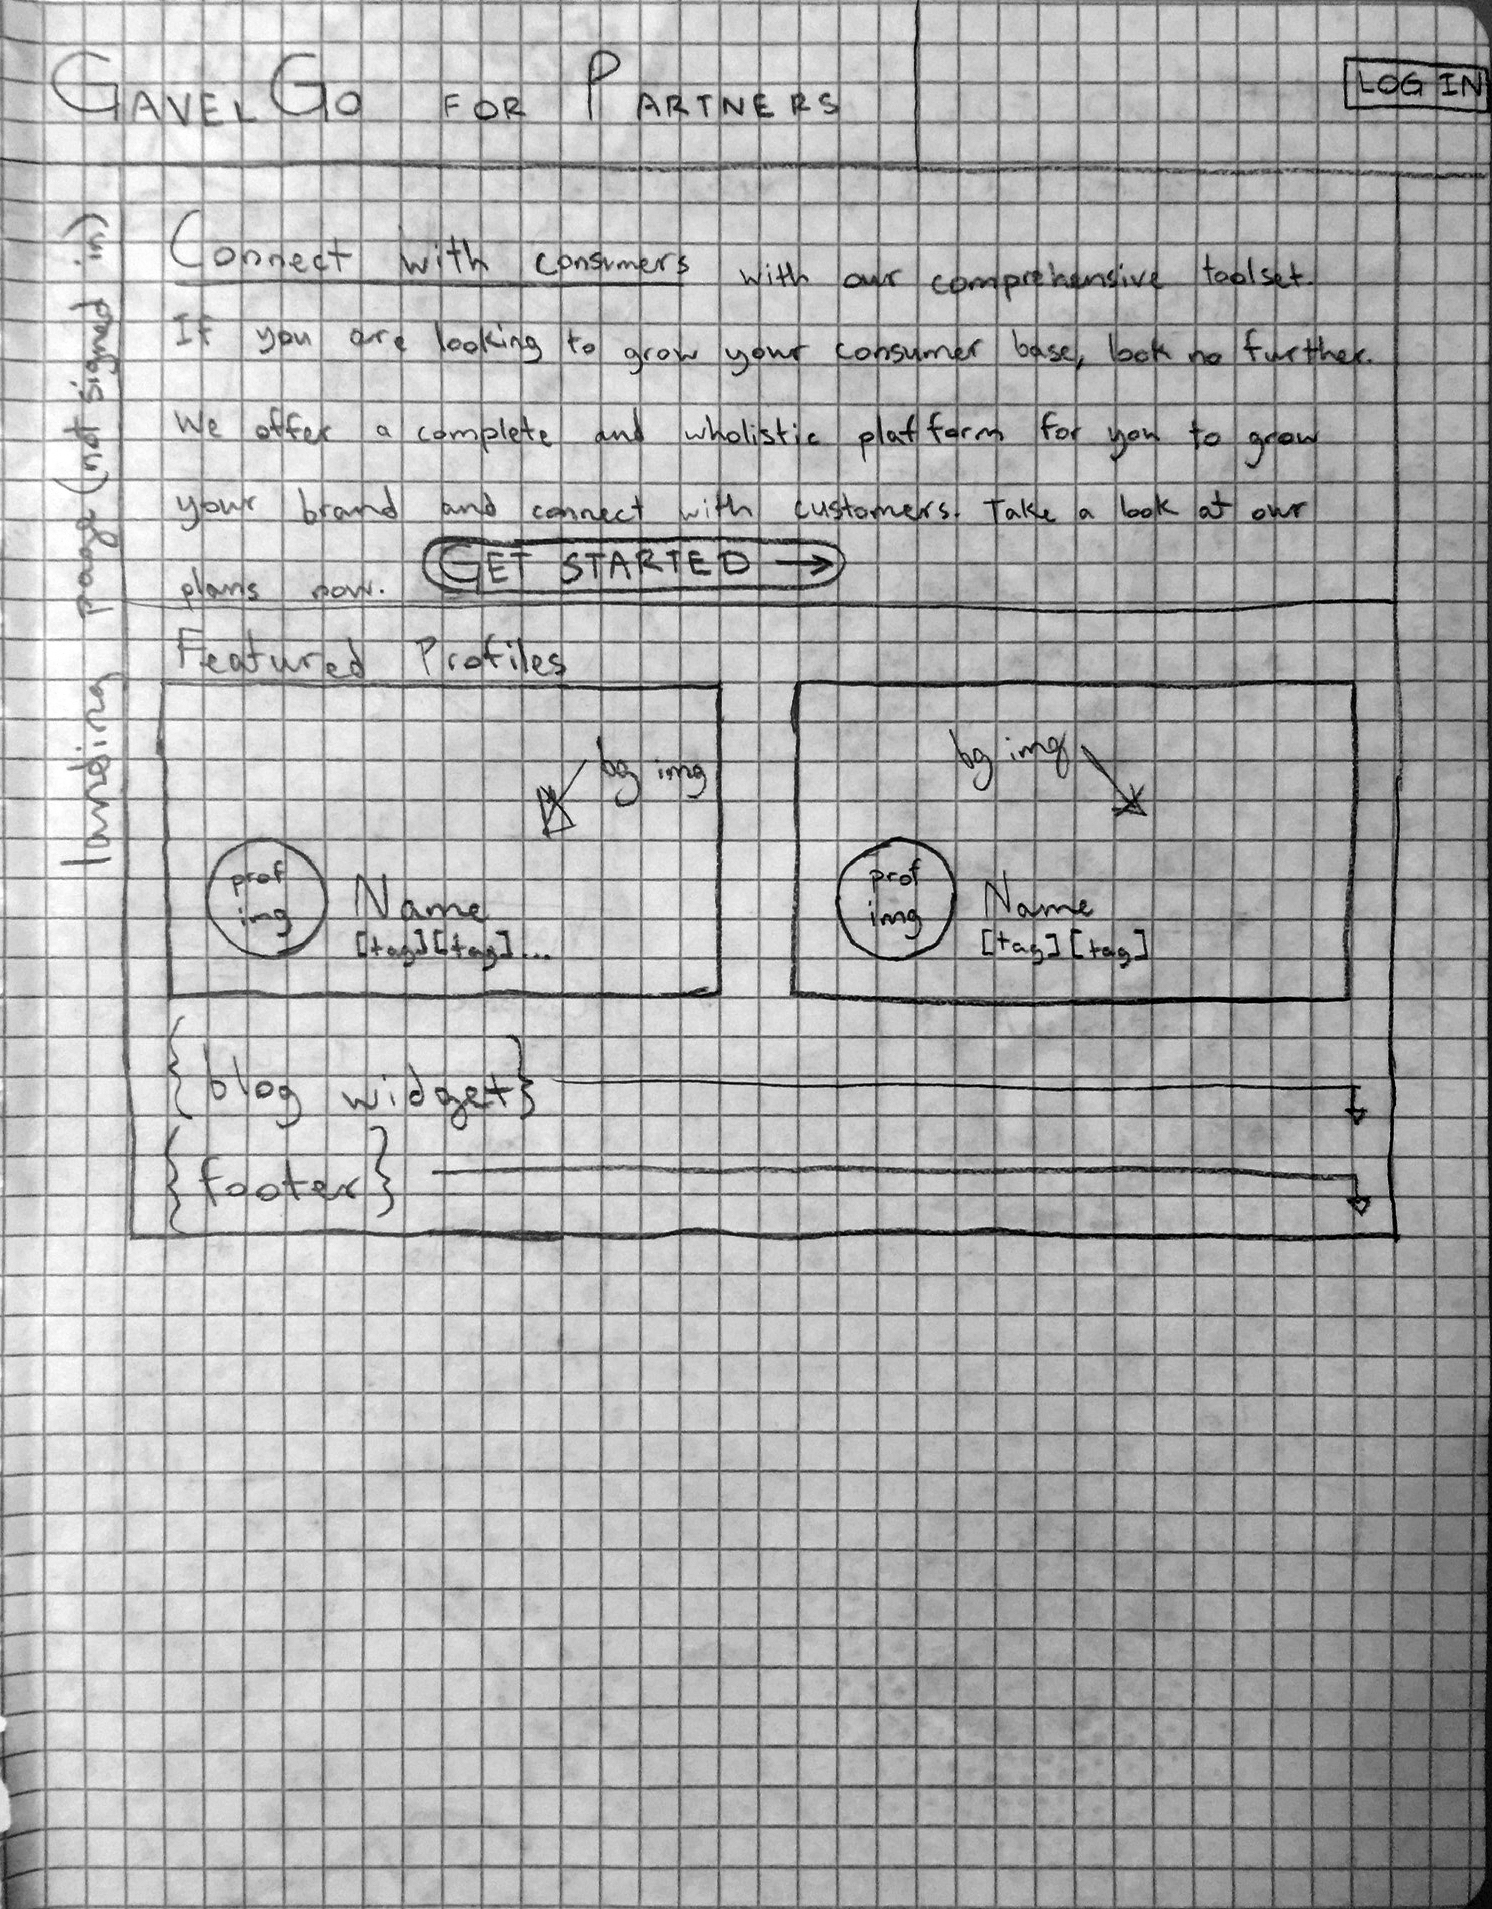 GAVELGO FOR PARTNERS
LOG IN
landing page (not signed in)
Connect with consumers with our comprehensive toolset.
If you are looking to grow your consumer base, look no further.
We offer a complete and wholistic platform for you to grow
your brand and connect with customers. Take a look at our
plans now.
GET STARTED →
Featured Profiles
bg img
prof
img
Name
[tag][tag]...
bg img
prof
img
Name
[tag][tag]
{blog widget}
{footer}